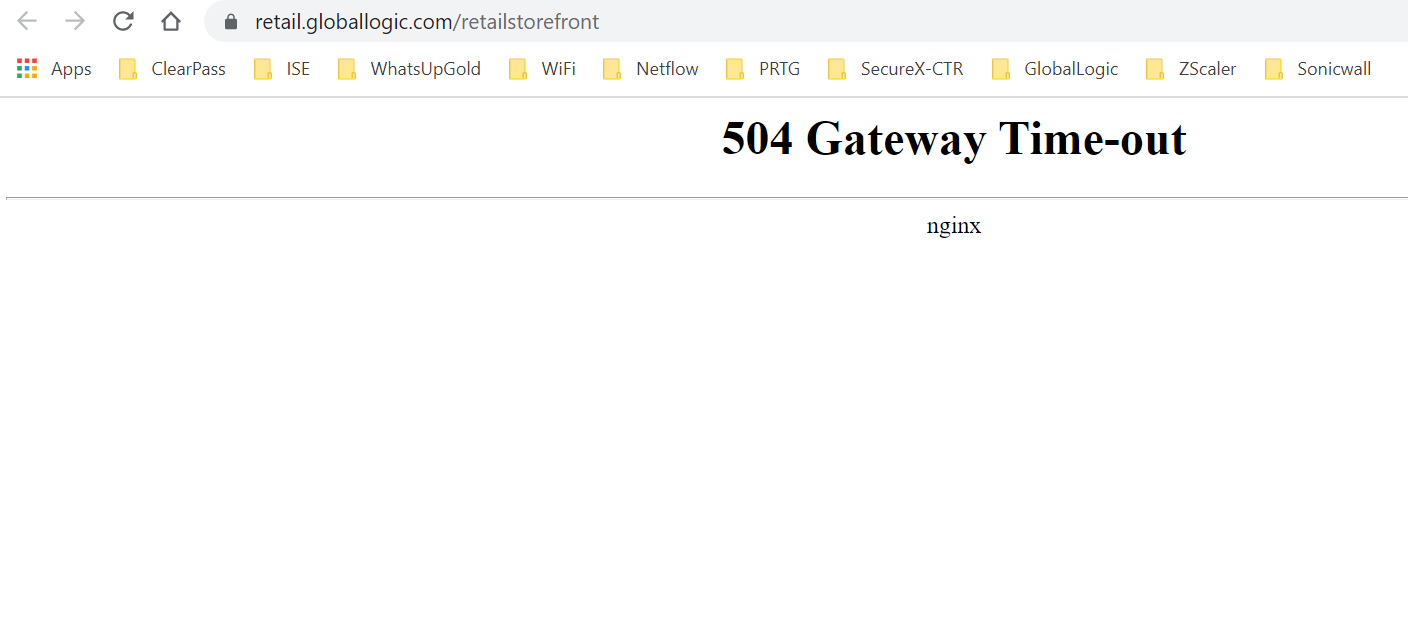 retail.globallogic.com/retailstorefront
Apps ClearPass ISE WhatsUpGold WiFi Netflow PRTG SecureX-CTR GlobalLogic ZScaler Sonicwall
504 Gateway Time-out
nginx